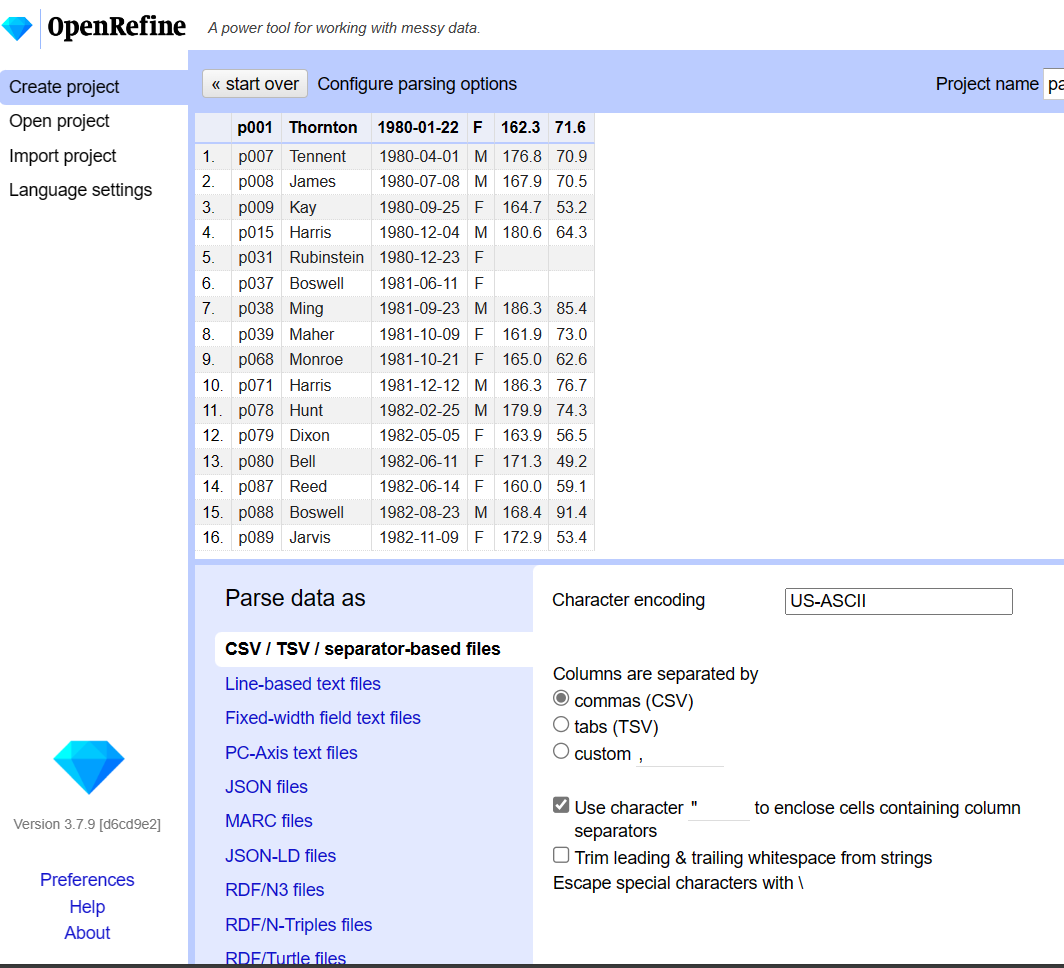 OpenRefine A power tool for working with messy data.
Create project
Open project
Import project
Language settings
« start over Configure parsing options Project name pa
p001 Thornton 1980-01-22 F 162.3 71.6
1. p007 Tennent 1980-04-01 M 176.8 70.9
2. p008 James 1980-07-08 M 167.9 70.5
3. p009 Kay 1980-09-25 F 164.7 53.2
4. p015 Harris 1980-12-04 M 180.6 64.3
5. p031 Rubinstein 1980-12-23 F
6. p037 Boswell 1981-06-11 F
7. p038 Ming 1981-09-23 M 186.3 85.4
8. p039 Maher 1981-10-09 F 161.9 73.0
9. p068 Monroe 1981-10-21 F 165.0 62.6
10. p071 Harris 1981-12-12 M 186.3 76.7
11. p078 Hunt 1982-02-25 M 179.9 74.3
12. p079 Dixon 1982-05-05 F 163.9 56.5
13. p080 Bell 1982-06-11 F 171.3 49.2
14. p087 Reed 1982-06-14 F 160.0 59.1
15. p088 Boswell 1982-08-23 M 168.4 91.4
16. p089 Jarvis 1982-11-09 F 172.9 53.4
Parse data as
CSV / TSV / separator-based files
Line-based text files
Fixed-width field text files
PC-Axis text files
JSON files
MARC files
JSON-LD files
RDF/N3 files
RDF/N-Triples files
RDF/Turtle files
Character encoding US-ASCII
Columns are separated by
commas (CSV)
tabs (TSV)
custom ,
Use character " to enclose cells containing column
separators
Trim leading & trailing whitespace from strings
Escape special characters with \
Version 3.7.9 [d6cd9e2]
Preferences
Help
About